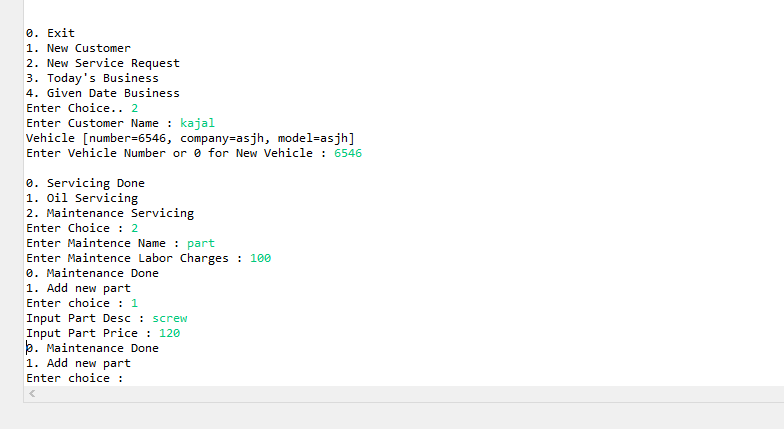 0. Exit
1. New Customer
2. New Service Request
3. Today's Business
4. Given Date Business
Enter Choice.. 2
Enter Customer Name : kajal
Vehicle [number=6546, company=asjh, model=asjh]
Enter Vehicle Number or 0 for New Vehicle : 6546
0. Servicing Done
1. Oil Servicing
2. Maintenance Servicing
Enter Choice : 2
Enter Maintence Name : part
Enter Maintence Labor Charges : 100
0. Maintenance Done
1. Add new part
Enter choice : 1
Input Part Desc : screw
Input Part Price : 120
0. Maintenance Done
1. Add new part
Enter choice :